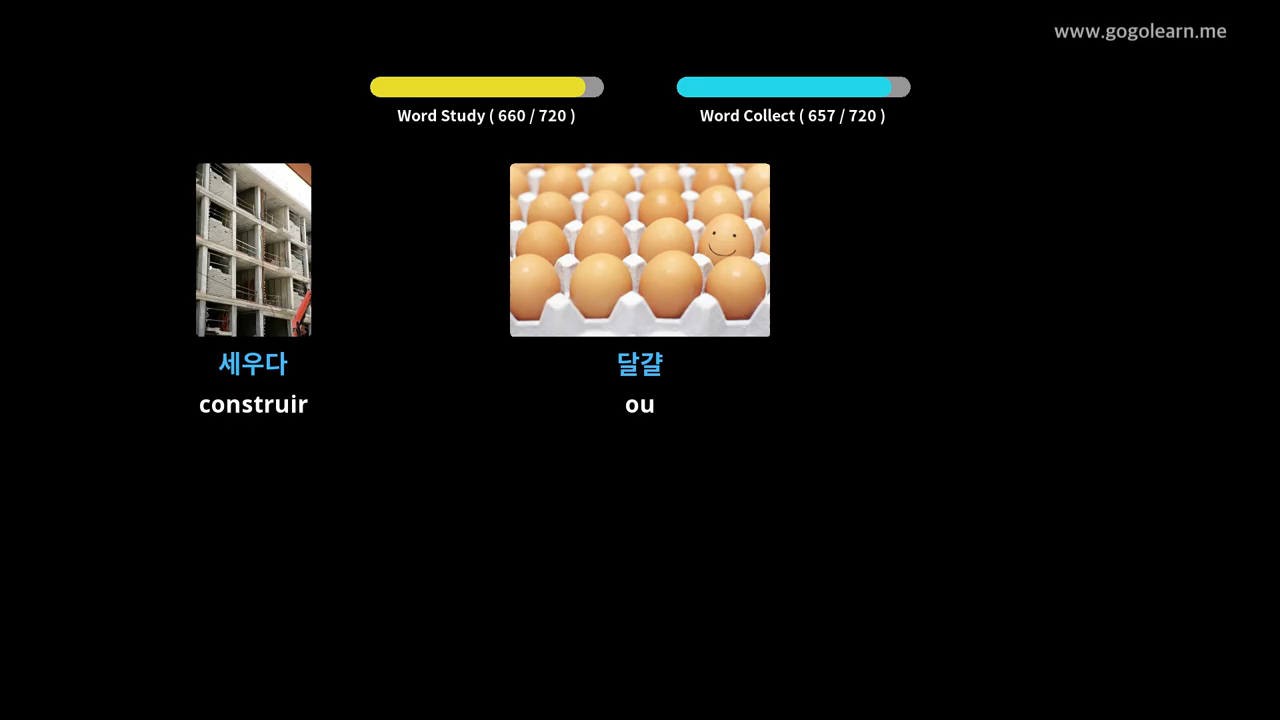 www.gogolearn.me
Word Study ( 660 / 720 )
Word Collect ( 657 / 720 )
세우다
달걀
construir
ou